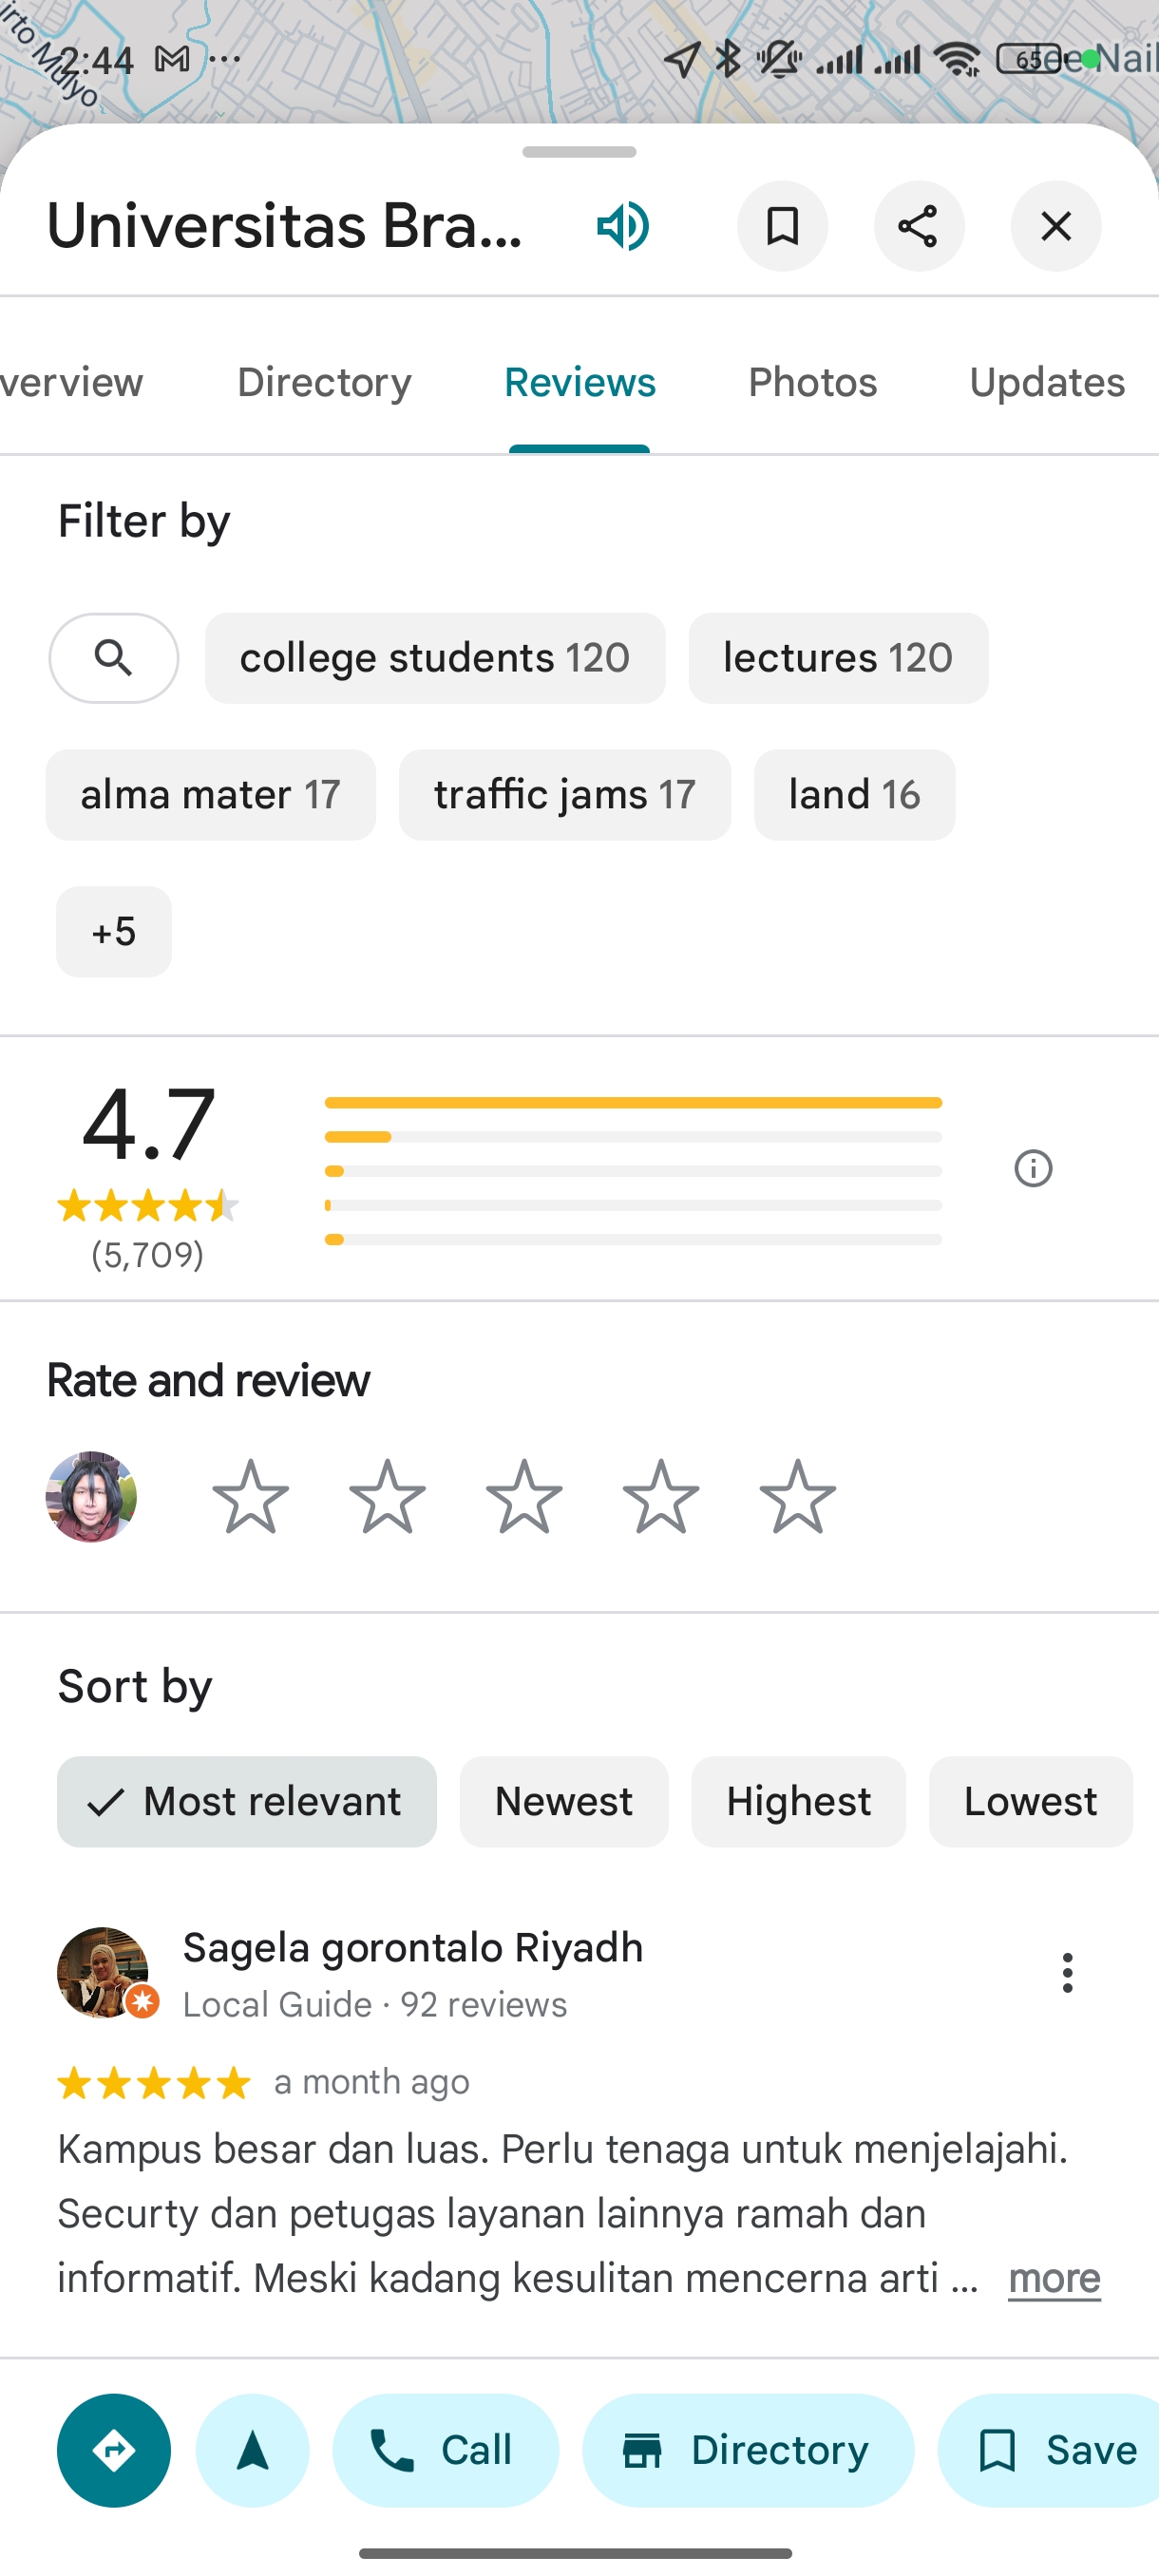 irto Mulyo
2:44 ...
65
ee Nail
Universitas Bra...
verview Directory Reviews Photos Updates
Filter by
college students 120 lectures 120
alma mater 17 traffic jams 17 land 16
+5
4.7
(5,709)
Rate and review
Sort by
Most relevant Newest Highest Lowest
Sagela gorontalo Riyadh
Local Guide · 92 reviews
a month ago
Kampus besar dan luas. Perlu tenaga untuk menjelajahi.
Securty dan petugas layanan lainnya ramah dan
informatif. Meski kadang kesulitan mencerna arti ... more
Call Directory Save